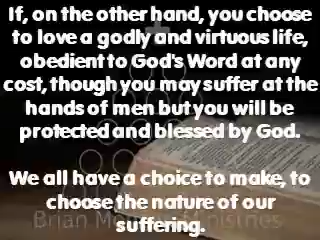 If, on the other hand, you choose
to love a godly and virtuous life,
obedient to God's Word at any
cost, though you may suffer at the
hands of men but you will be
protected and blessed by God.
We all have a choice to make, to
choose the nature of our
suffering.
Brian Ministries